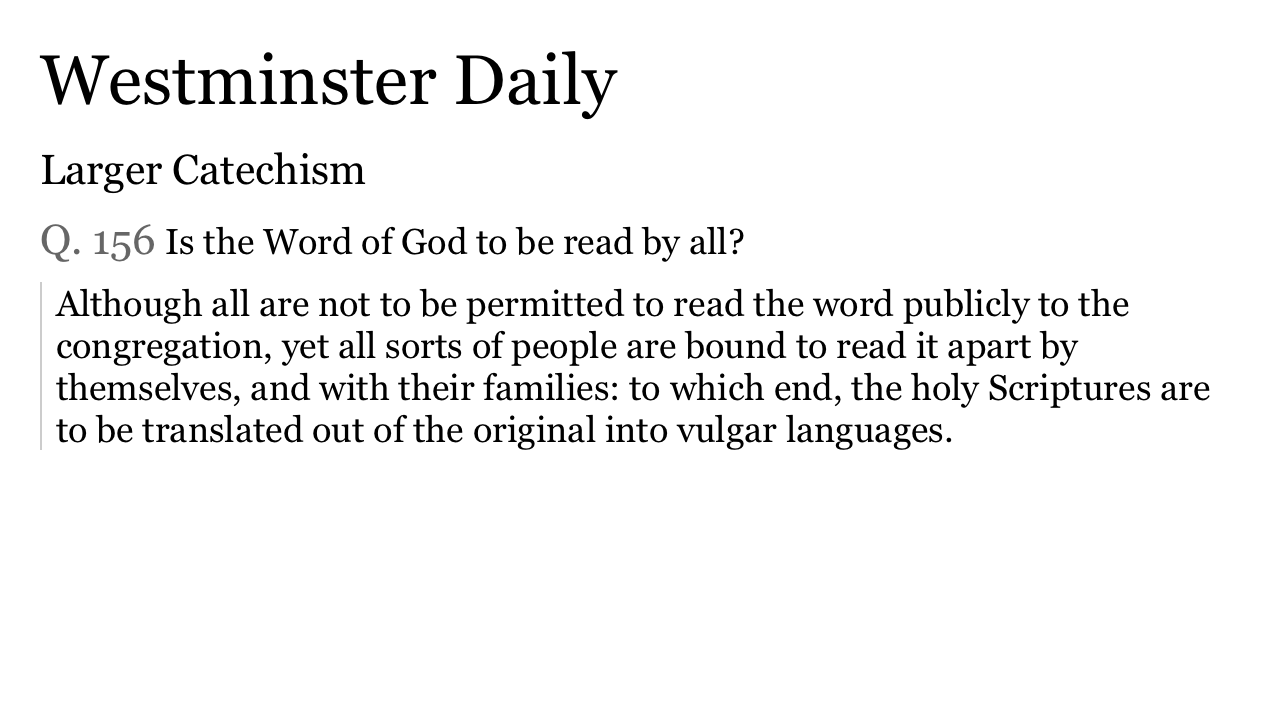 Westminster Daily
Larger Catechism
Q. 156 Is the Word of God to be read by all?
Although all are not to be permitted to read the word publicly to the
congregation, yet all sorts of people are bound to read it apart by
themselves, and with their families: to which end, the holy Scriptures are
to be translated out of the original into vulgar languages.